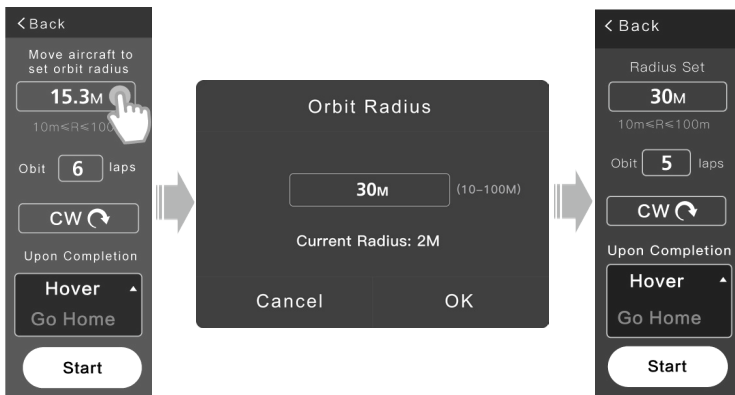 Back
Move aircraft to
set orbit radius
15.3M
10m≤R≤100
Obit 6 laps
CW
Upon Completion
Hover
Go Home
Start
Orbit Radius
30M (10-100M)
Current Radius: 2M
Cancel OK
Back
Radius Set
30M
10m≤R≤100m
Obit 5 laps
CW
Upon Completion
Hover
Go Home
Start